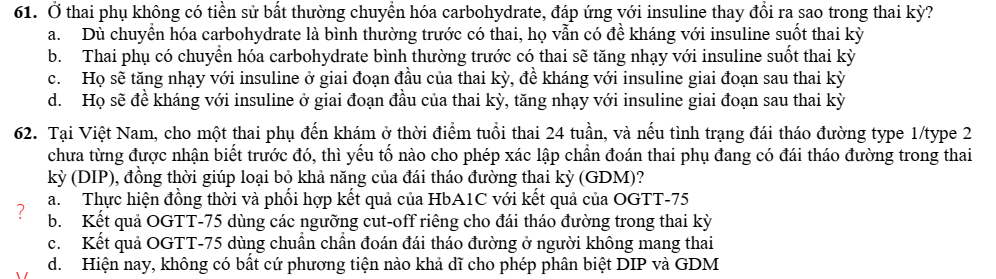 61. Ở thai phụ không có tiền sử bất thường chuyển hóa carbohydrate, đáp ứng với insuline thay đổi ra sao trong thai kỳ?
a. Dù chuyển hóa carbohydrate là bình thường trước có thai, họ vẫn có đề kháng với insuline suốt thai kỳ
b. Thai phụ có chuyển hóa carbohydrate bình thường trước có thai sẽ tăng nhạy với insuline suốt thai kỳ
c. Họ sẽ tăng nhạy với insuline ở giai đoạn đầu của thai kỳ, đề kháng với insuline giai đoạn sau thai kỳ
d. Họ sẽ đề kháng với insuline ở giai đoạn đầu của thai kỳ, tăng nhạy với insuline giai đoạn sau thai kỳ
62. Tại Việt Nam, cho một thai phụ đến khám ở thời điểm tuổi thai 24 tuần, và nếu tình trạng đái tháo đường type 1/type 2
chưa từng được nhận biết trước đó, thì yếu tố nào cho phép xác lập chẩn đoán thai phụ đang có đái tháo đường trong thai
kỳ (DIP), đồng thời giúp loại bỏ khả năng của đái tháo đường thai kỳ (GDM)?
a. Thực hiện đồng thời và phối hợp kết quả của HbA1C với kết quả của OGTT-75
? b. Kết quả OGTT-75 dùng các ngưỡng cut-off riêng cho đái tháo đường trong thai kỳ
c. Kết quả OGTT-75 dùng chuẩn chẩn đoán đái tháo đường ở người không mang thai
d. Hiện nay, không có bất cứ phương tiện nào khả dĩ cho phép phân biệt DIP và GDM